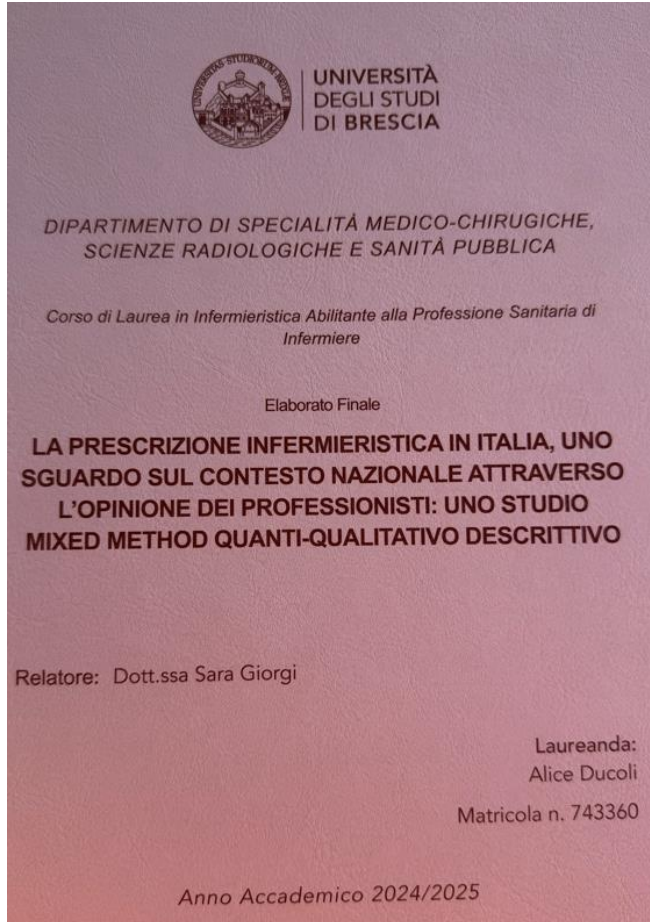 UNIVERSITAS STUDIORUM BRIXIAE
UNIVERSITÀ
DEGLI STUDI
DI BRESCIA
DIPARTIMENTO DI SPECIALITÀ MEDICO-CHIRUGICHE,
SCIENZE RADIOLOGICHE E SANITÀ PUBBLICA
Corso di Laurea in Infermieristica Abilitante alla Professione Sanitaria di
Infermiere
Elaborato Finale
LA PRESCRIZIONE INFERMIERISTICA IN ITALIA, UNO
SGUARDO SUL CONTESTO NAZIONALE ATTRAVERSO
L'OPINIONE DEI PROFESSIONISTI: UNO STUDIO
MIXED METHOD QUANTI-QUALITATIVO DESCRITTIVO
Relatore: Dott.ssa Sara Giorgi
Laureanda:
Alice Ducoli
Matricola n. 743360
Anno Accademico 2024/2025